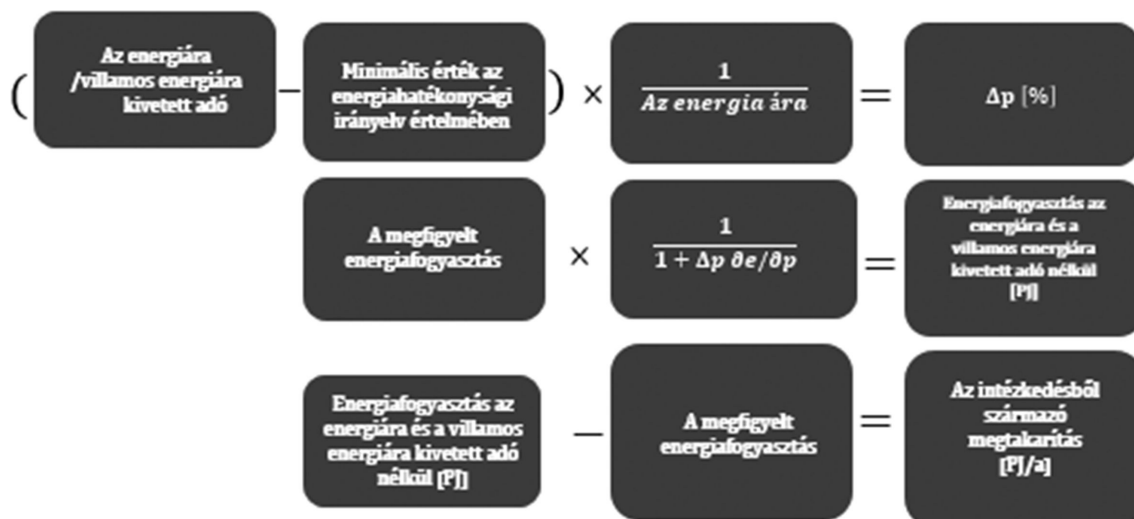 (
Az energiára
/villamos energiára
kivetett adó
−
Minimális érték az
energiahatékonysági
irányelv értelmében
)
×
1
Az energia ára
=
Δp [%]
A megfigyelt
energiafogyasztás
×
1
1 + Δp ∂e/∂p
=
Energiafogyasztás az
energiára és a
villamos energiára
kivetett adó nélkül
[PJ]
Energiafogyasztás az
energiára és a villamos
energiára kivetett adó
nélkül [PJ]
−
A megfigyelt
energiafogyasztás
=
Az intézkedésből
származó
megtakarítás
[PJ/a]